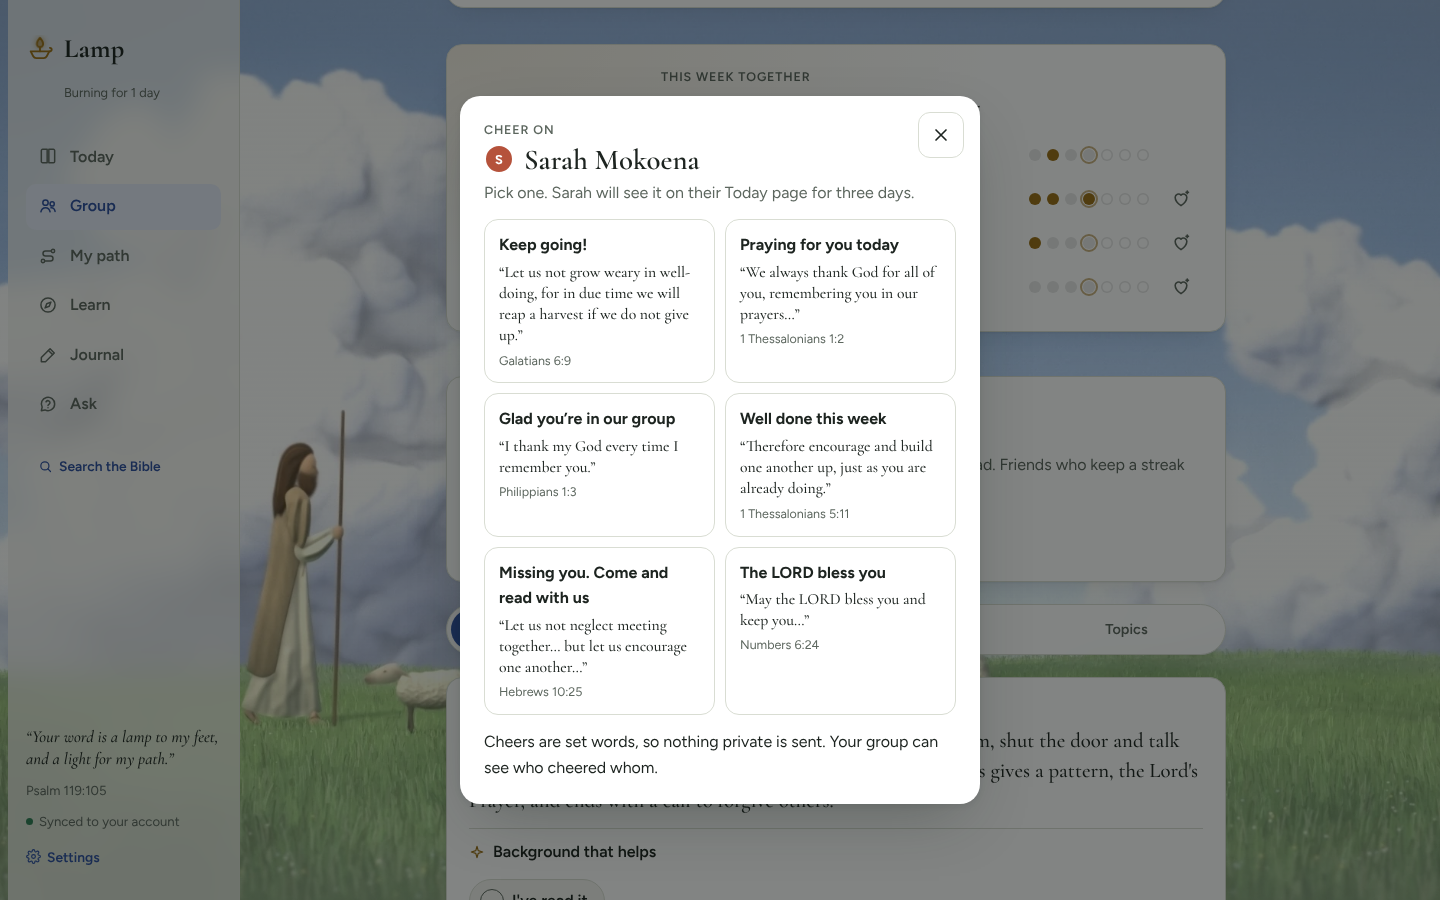 Lamp
Burning for 1 day
Today
Group
My path
Learn
Journal
Ask
Search the Bible
“Your word is a lamp to my feet,
and a light for my path.”
Psalm 119:105
Synced to your account
Settings
THIS WEEK TOGETHER
CHEER ON
S
Sarah Mokoena
Pick one. Sarah will see it on their Today page for three days.
Keep going!
“Let us not grow weary in well-
doing, for in due time we will
reap a harvest if we do not give
up.”
Galatians 6:9
Praying for you today
“We always thank God for all of
you, remembering you in our
prayers…”
1 Thessalonians 1:2
Glad you’re in our group
“I thank my God every time I
remember you.”
Philippians 1:3
Well done this week
“Therefore encourage and build
one another up, just as you are
already doing.”
1 Thessalonians 5:11
Missing you. Come and
read with us
“Let us not neglect meeting
together… but let us encourage
one another…”
Hebrews 10:25
The LORD bless you
“May the LORD bless you and
keep you…”
Numbers 6:24
Cheers are set words, so nothing private is sent. Your group can
see who cheered whom.
Friends who keep a streak
Topics
shut the door and talk
gives a pattern, the Lord's
Prayer, and ends with a call to forgive others.
Background that helps
I've read it